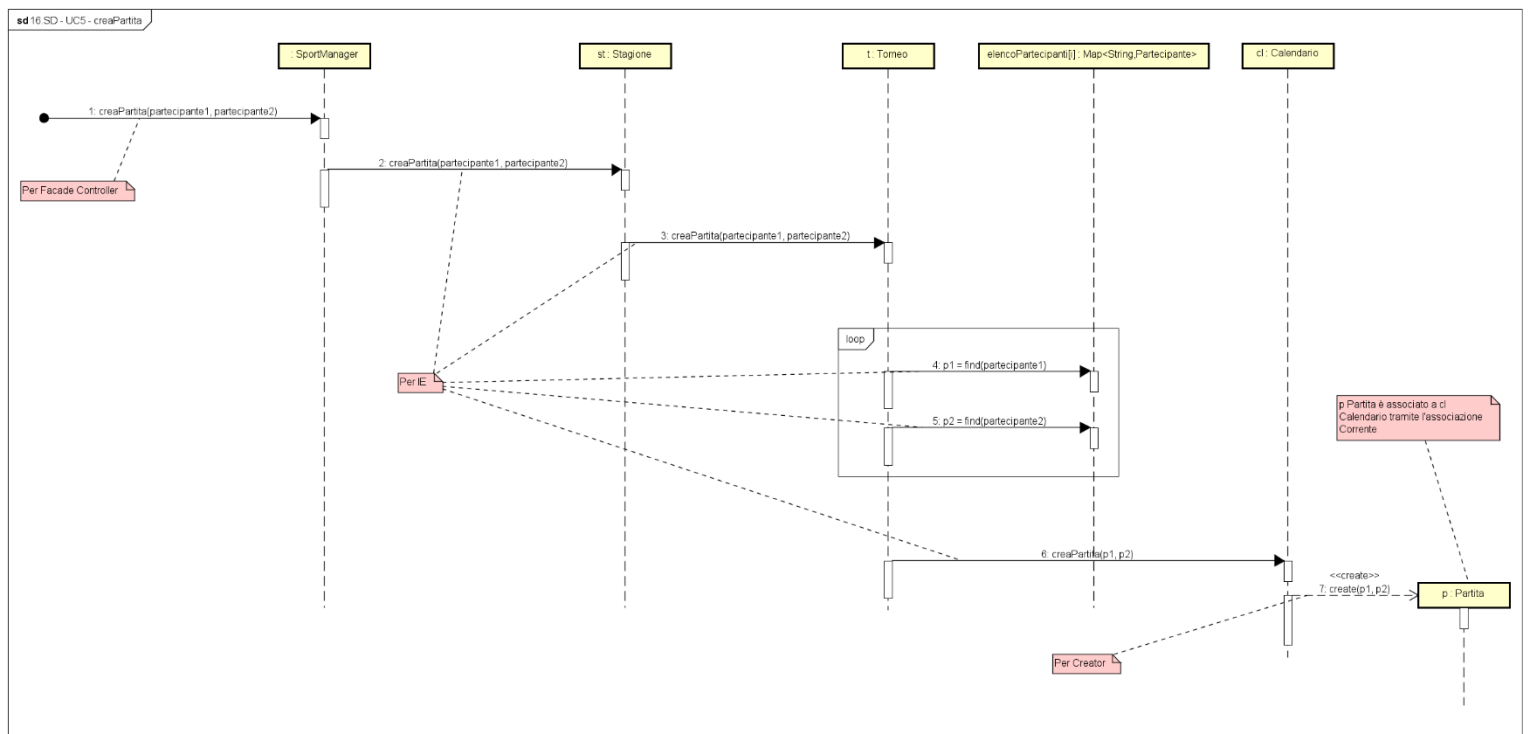 sd 16.SD - UC5 - creaPartita
: SportManager
st : Stagione
t : Torneo
elencoPartecipanti[i] : Map<String,Partecipante>
cl : Calendario
1: creaPartita(partecipante1, partecipante2)
2: creaPartita(partecipante1, partecipante2)
Per Facade Controller
3: creaPartita(partecipante1, partecipante2)
loop
4: p1 = find(partecipante1)
Per IE
5: p2 = find(partecipante2)
p Partita è associato a cl
Calendario tramite l'associazione
Corrente
6: creaPartita(p1, p2)
<<create>>
7: create(p1, p2)
p : Partita
Per Creator